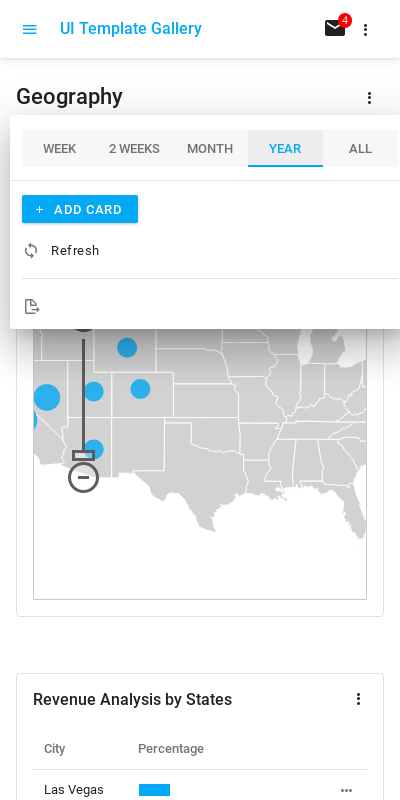 UI Template Gallery
4
Geography
WEEK 2 WEEKS MONTH YEAR ALL
+ ADD CARD
Refresh
Revenue Analysis by States
City Percentage
Las Vegas